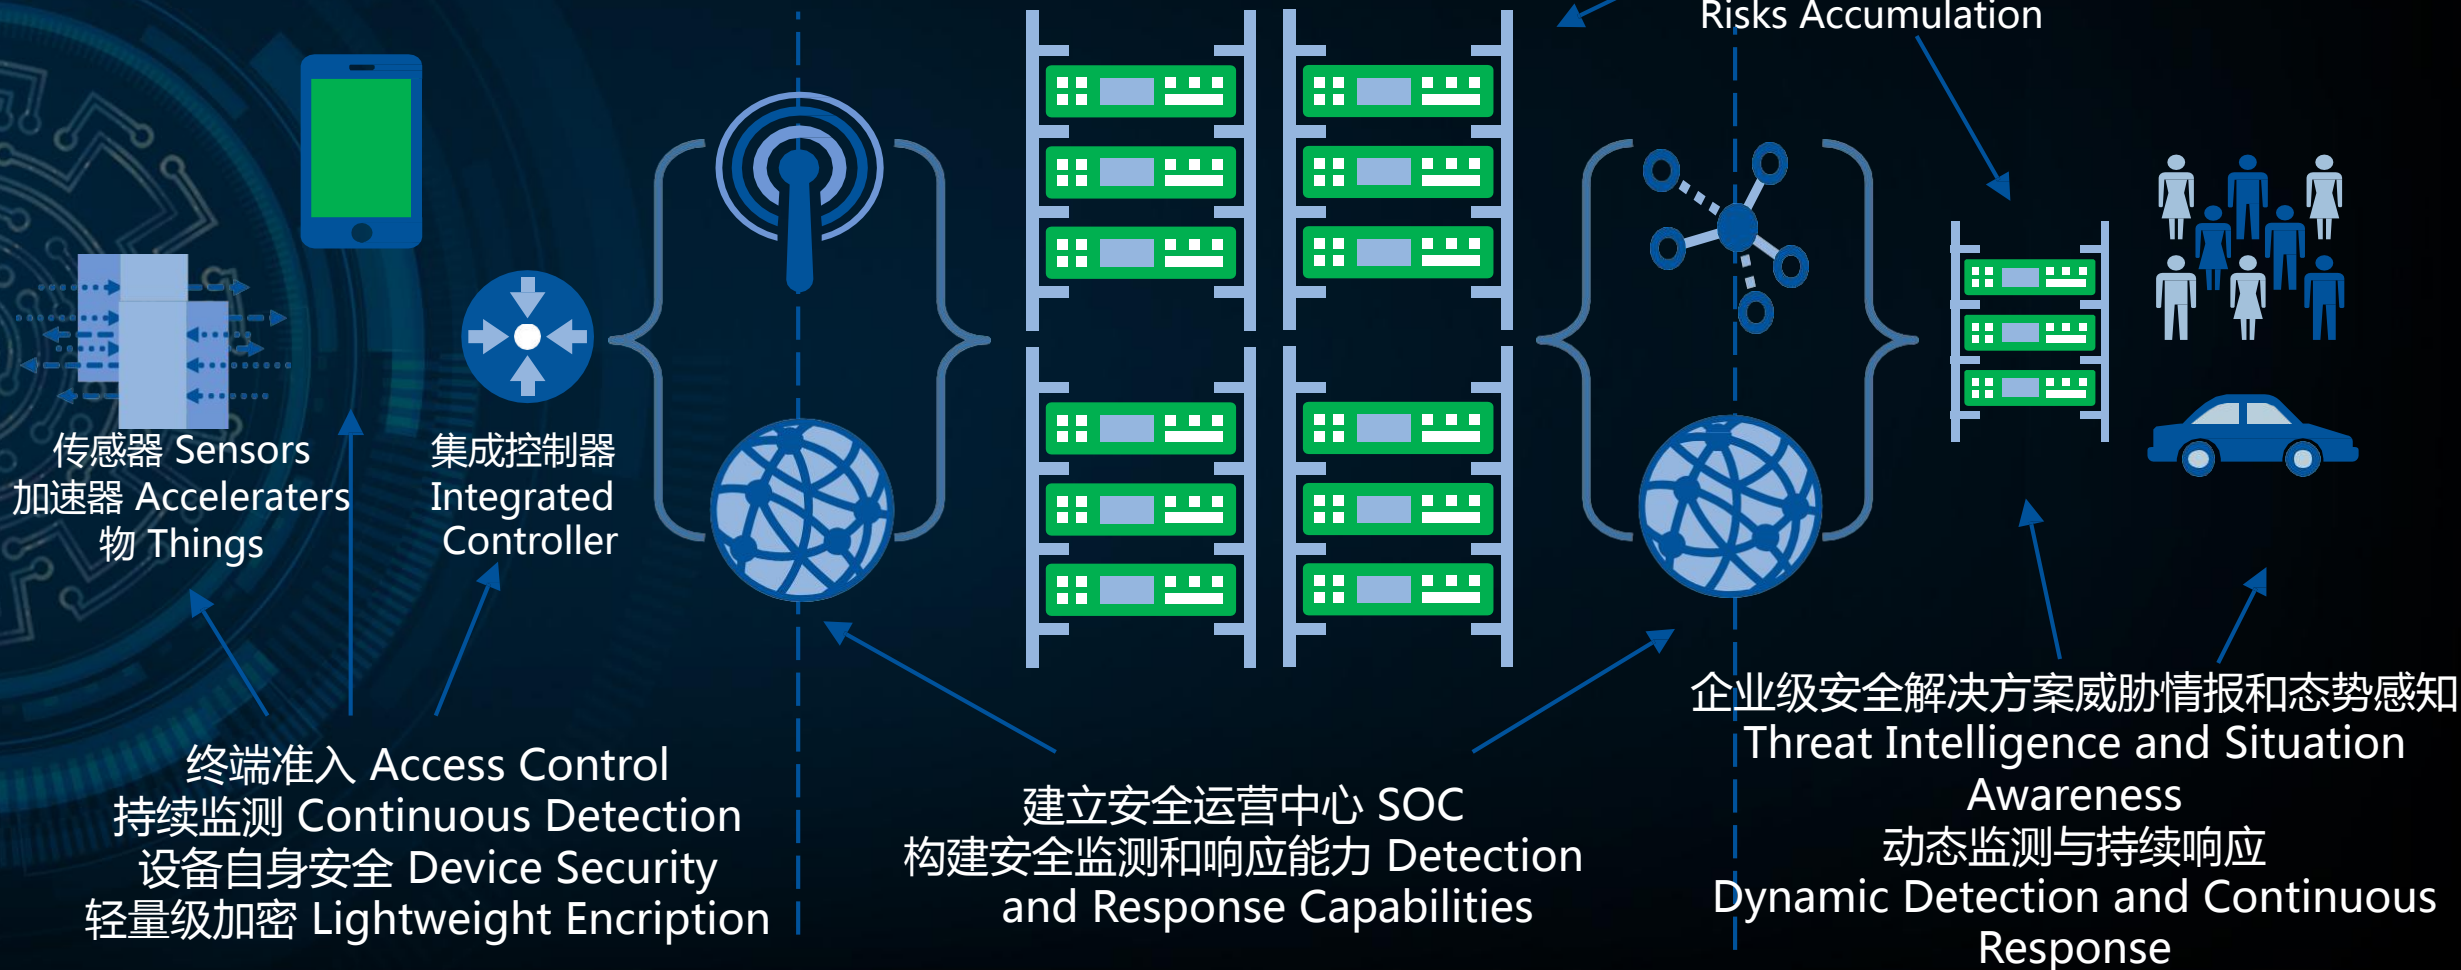 Risks Accumulation
传感器 Sensors
加速器 Acceleraters
物 Things
集成控制器
Integrated
Controller
终端准入 Access Control
持续监测 Continuous Detection
设备自身安全 Device Security
轻量级加密 Lightweight Encription
建立安全运营中心 SOC
构建安全监测和响应能力 Detection
and Response Capabilities
企业级安全解决方案威胁情报和态势感知
Threat Intelligence and Situation
Awareness
动态监测与持续响应
Dynamic Detection and Continuous
Response